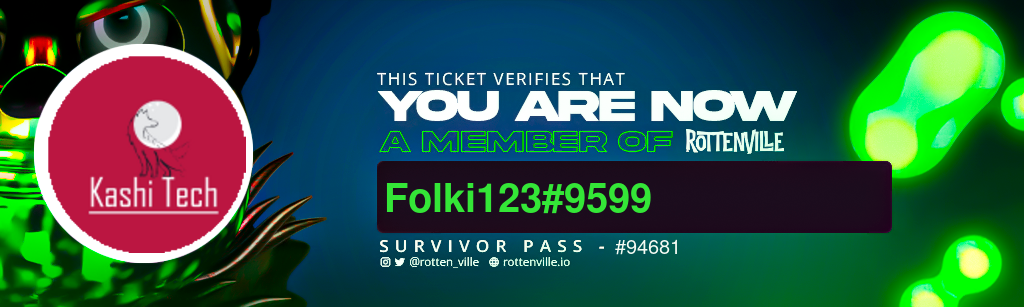 Kashi Tech
THIS TICKET VERIFIES THAT
YOU ARE NOW
A MEMBER OF ROTTENVILLE
Folki123#9599
SURVIVOR PASS - #94681
@rotten_ville rottenville.io